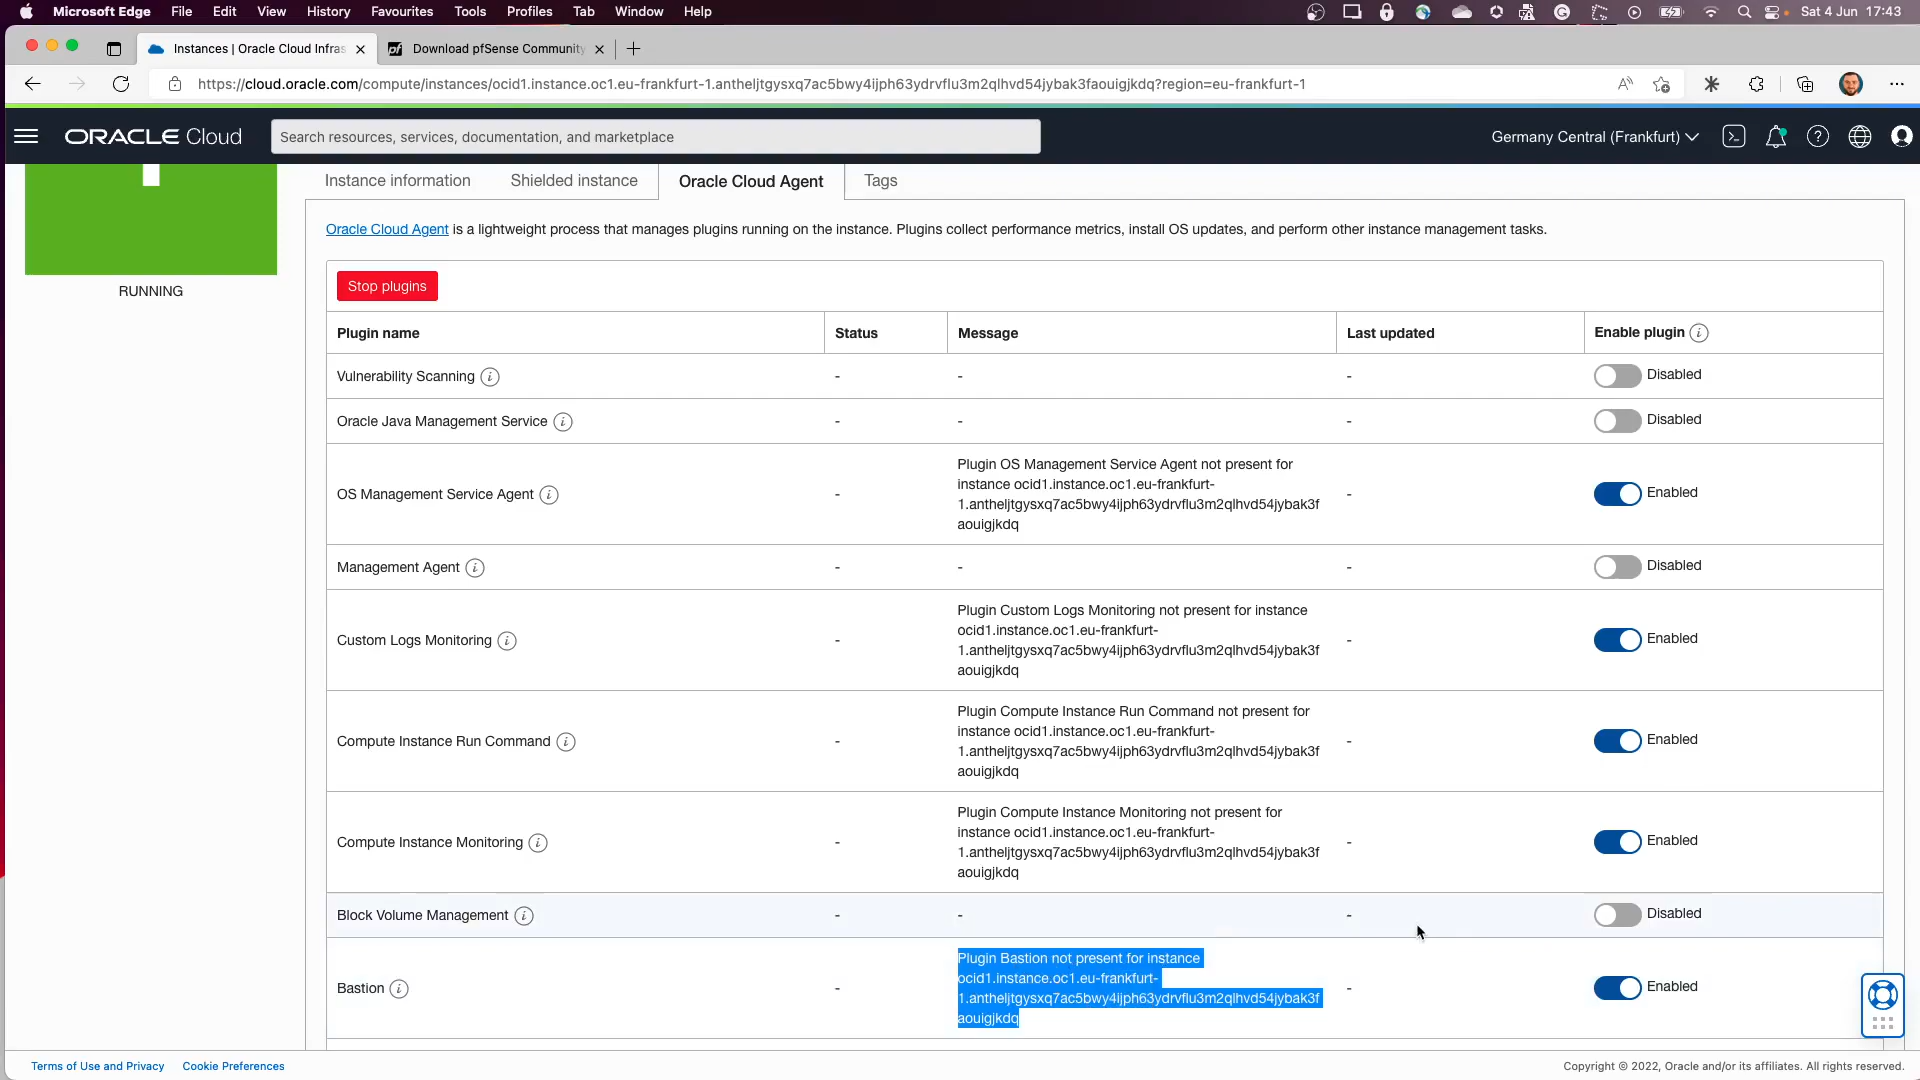 Microsoft Edge File Edit View History Favourites Tools Profiles Tab Window Help Sat 4 Jun 17:43
Instances | Oracle Cloud Infras Download pfSense Community
https://cloud.oracle.com/compute/instances/ocid1.instance.oc1.eu-frankfurt-1.antheljtgysxq7ac5bwy4ijph63ydrvflu3m2qlhvd54jybak3faouigjkdq?region=eu-frankfurt-1
ORACLE Cloud Search resources, services, documentation, and marketplace Germany Central (Frankfurt)
Instance information Shielded instance Oracle Cloud Agent Tags
Oracle Cloud Agent is a lightweight process that manages plugins running on the instance. Plugins collect performance metrics, install OS updates, and perform other instance management tasks.
RUNNING
Stop plugins
Plugin name Status Message Last updated Enable plugin
Vulnerability Scanning - - - Disabled
Oracle Java Management Service - - - Disabled
Plugin OS Management Service Agent not present for
instance ocid1.instance.oc1.eu-frankfurt-
OS Management Service Agent - - Enabled
1.antheljtgysxq7ac5bwy4ijph63ydrvflu3m2qlhvd54jybak3f
aouigjkdq
Management Agent - - - Disabled
Plugin Custom Logs Monitoring not present for instance
ocid1.instance.oc1.eu-frankfurt-
Custom Logs Monitoring - - Enabled
1.antheljtgysxq7ac5bwy4ijph63ydrvflu3m2qlhvd54jybak3f
aouigjkdq
Plugin Compute Instance Run Command not present for
instance ocid1.instance.oc1.eu-frankfurt-
Compute Instance Run Command - - Enabled
1.antheljtgysxq7ac5bwy4ijph63ydrvflu3m2qlhvd54jybak3f
aouigjkdq
Plugin Compute Instance Monitoring not present for
instance ocid1.instance.oc1.eu-frankfurt-
Compute Instance Monitoring - - Enabled
1.antheljtgysxq7ac5bwy4ijph63ydrvflu3m2qlhvd54jybak3f
aouigjkdq
Block Volume Management - - - Disabled
Plugin Bastion not present for instance
ocid1.instance.oc1.eu-frankfurt-
Bastion - - Enabled
1.antheljtgysxq7ac5bwy4ijph63ydrvflu3m2qlhvd54jybak3f
aouigjkdq
Terms of Use and Privacy Cookie Preferences Copyright © 2022, Oracle and/or its affiliates. All rights reserved.